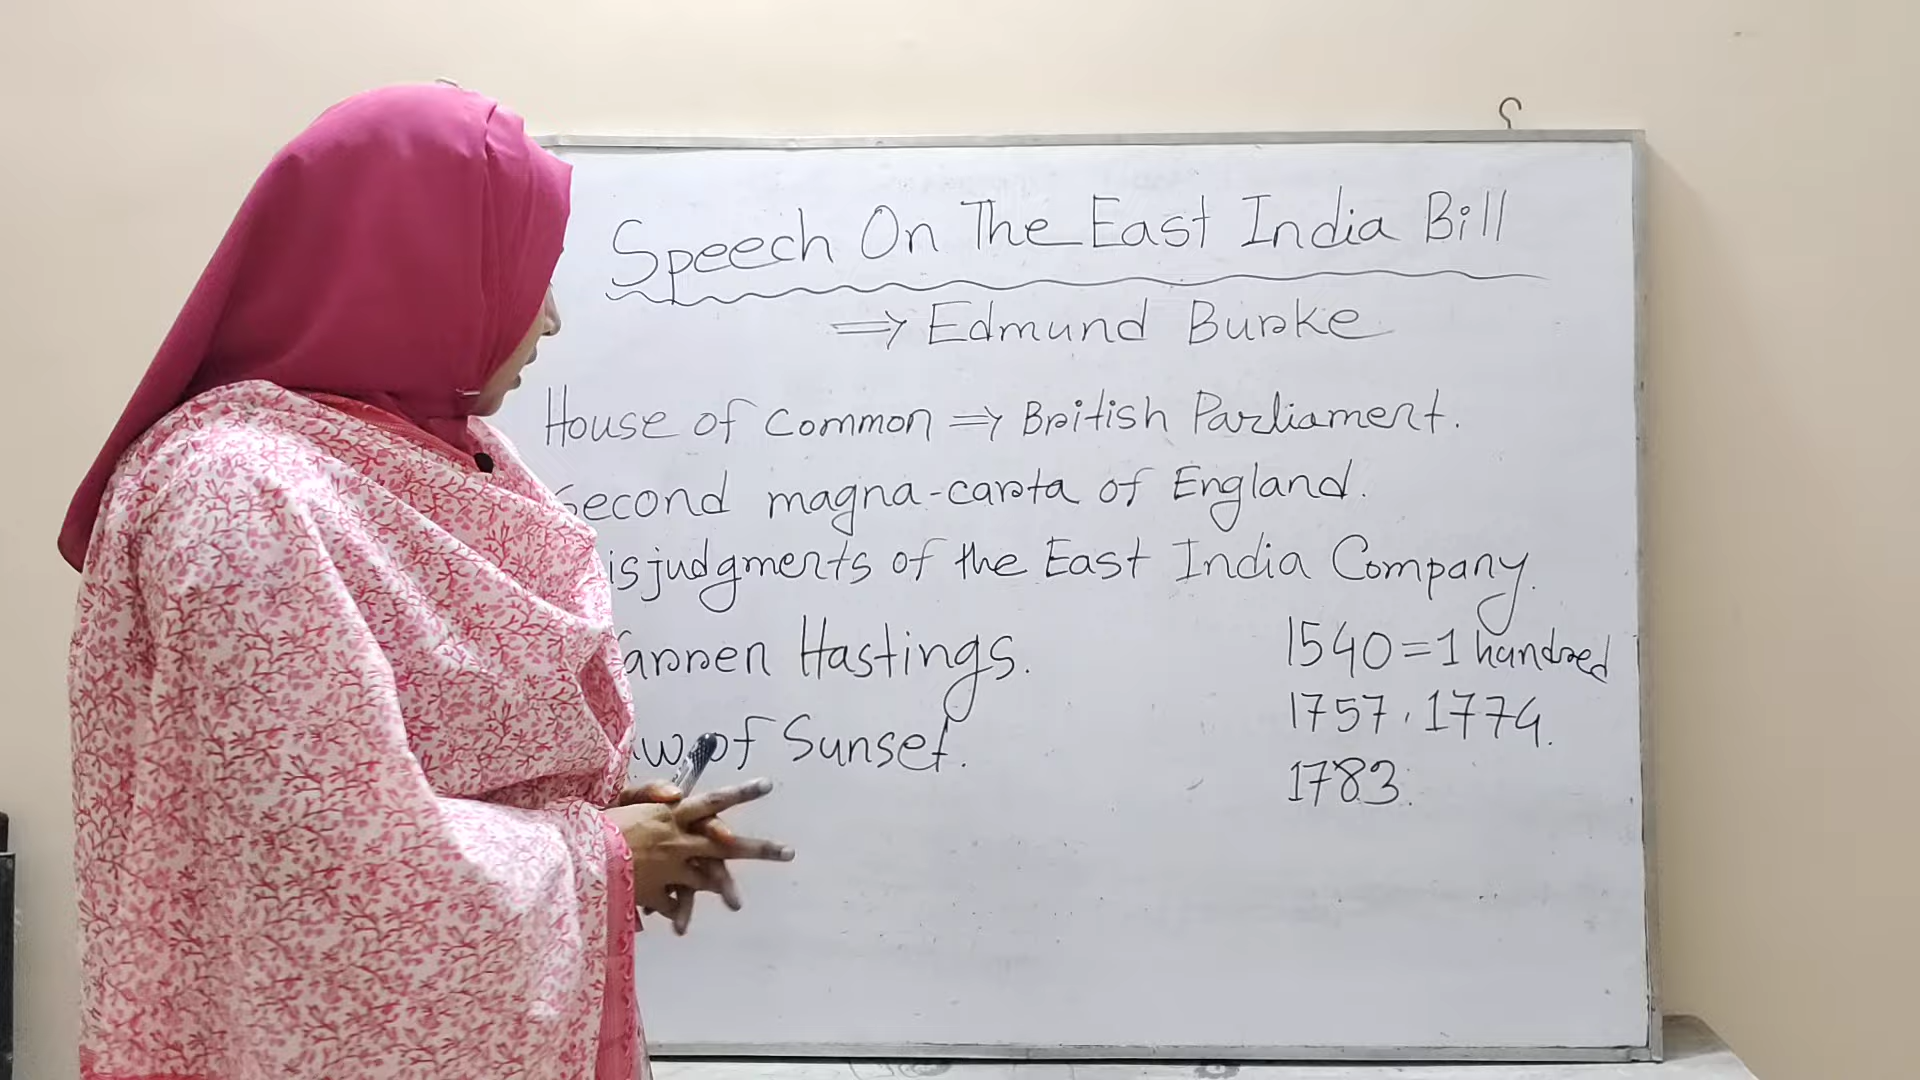 Speech On The East India Bill
⇒ Edmund Burke
House of Common ⇒ British Parliament.
Second magna-carta of England.
isjudgments of the East India Company.
arren Hastings.
1540 = 1 hundred
1757, 1774.
of Sunset.
1783.